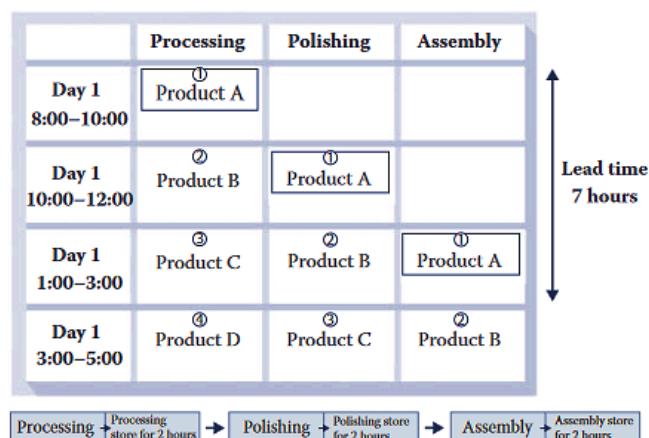 Processing Polishing Assembly
Day 1
8:00–10:00
①
Product A
Day 1
10:00–12:00
②
Product B
①
Product A
Day 1
1:00–3:00
③
Product C
②
Product B
①
Product A
Day 1
3:00–5:00
④
Product D
③
Product C
②
Product B
Lead time
7 hours
Processing
Processing
store for 2 hours
Polishing
Polishing store
for 2 hours
Assembly
Assembly store
for 2 hours